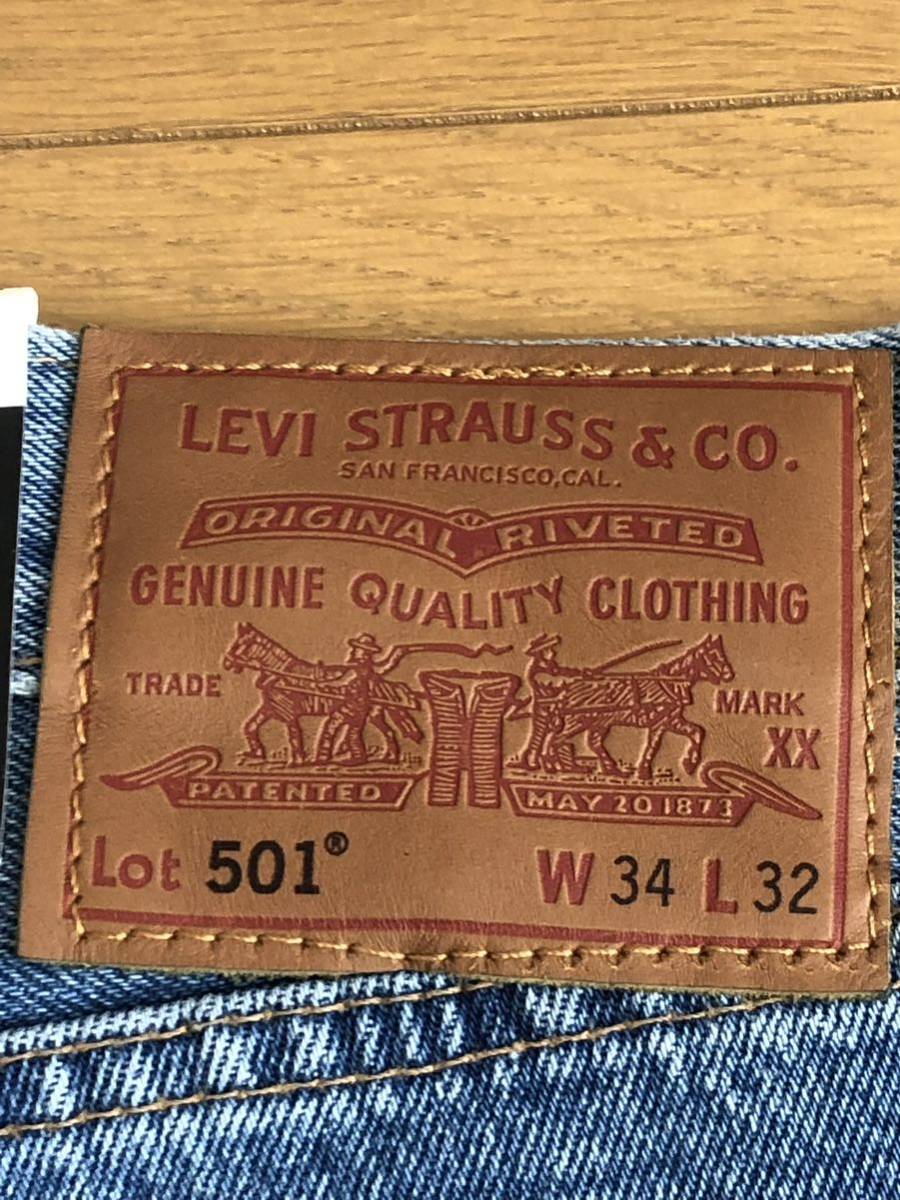 LEVI STRAUSS & CO.
SAN FRANCISCO, CAL.
ORIGINAL RIVETED
GENUINE QUALITY CLOTHING
TRADE MARK
XX
PATENTED MAY 20 1873
Lot 501® W 34 L 32